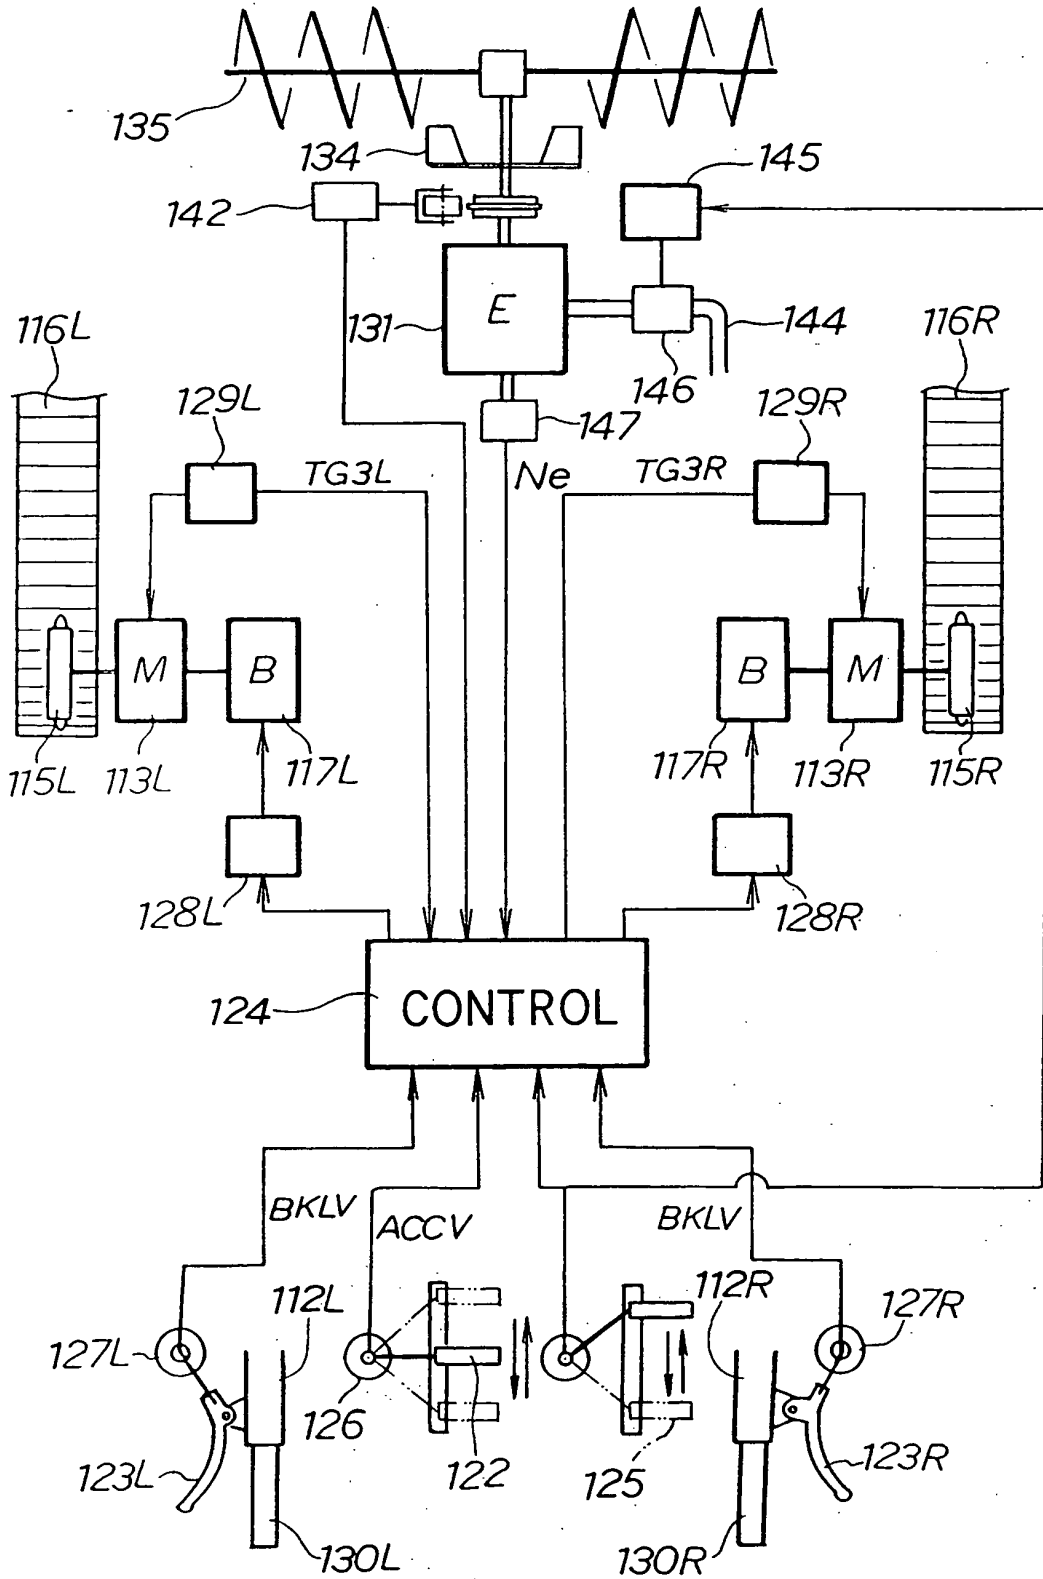 135
134
145
142
E
131
144
116L
116R
146
129L
129R
147
TG3L
Ne
TG3R
M
B
B
M
115L
113L
117L
117R
113R
115R
128L
128R
124
CONTROL
BKLV
ACCV
BKLV
112L
112R
127L
127R
126
123L
122
125
123R
130L
130R